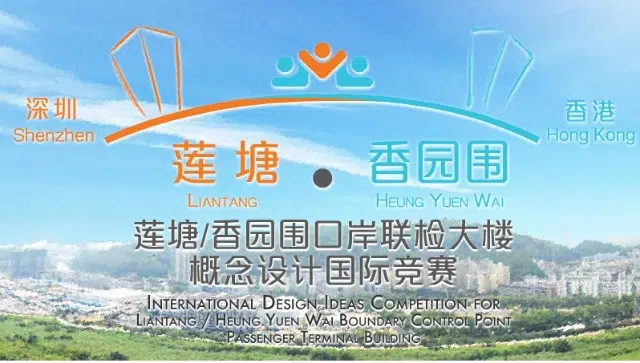 深圳
Shenzhen
香港
Hong Kong
莲塘 • 香园围
LIANTANG
HEUNG YUEN WAI
莲塘/香园围口岸联检大楼
概念设计国际竞赛
INTERNATIONAL DESIGN IDEAS COMPETITION FOR
LIANTANG / HEUNG YUEN WAI BOUNDARY CONTROL POINT
PASSENGER TERMINAL BUILDING